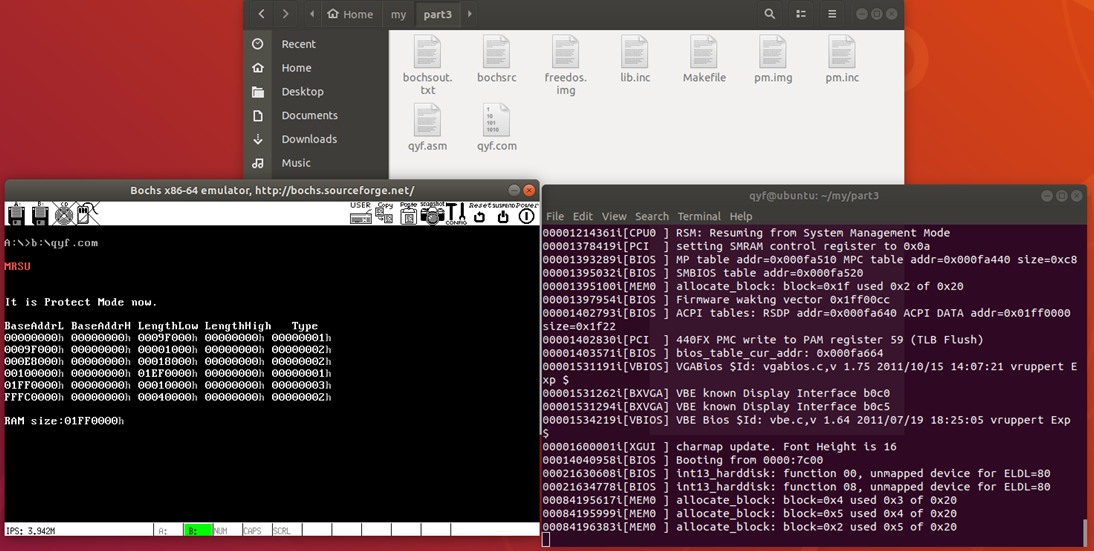 Home my part3
Recent
Home
Desktop
Documents
Downloads
Music
bochsout.txt bochsrc freedos.img lib.inc Makefile pm.img pm.inc
qyf.asm qyf.com
Bochs x86-64 emulator, http://bochs.sourceforge.net/
A: B: CD USER Copy Paste snapshot CONFIG Reset SUSPEND Power
A:\>b:\qyf.com
MRSU
It is Protect Mode now.
BaseAddrL BaseAddrH LengthLow LengthHigh Type
00000000h 00000000h 0009F000h 00000000h 00000001h
0009F000h 00000000h 00001000h 00000000h 00000002h
000E8000h 00000000h 00018000h 00000000h 00000002h
00100000h 00000000h 01EF0000h 00000000h 00000001h
01FF0000h 00000000h 00010000h 00000000h 00000003h
FFFC0000h 00000000h 00040000h 00000000h 00000002h
RAM size:01FF0000h
IPS: 3,942M A: B: NUM CAPS SCRL
qyf@ubuntu: ~/my/part3
File Edit View Search Terminal Help
00001214361i[CPU0 ] RSM: Resuming from System Management Mode
00001378419i[PCI ] setting SMRAM control register to 0x0a
00001393289i[BIOS ] MP table addr=0x000fa510 MPC table addr=0x000fa440 size=0xc8
00001395032i[BIOS ] SMBIOS table addr=0x000fa520
00001395100i[MEM0 ] allocate_block: block=0x1f used 0x2 of 0x20
00001397954i[BIOS ] Firmware waking vector 0x1ff00cc
00001402793i[BIOS ] ACPI tables: RSDP addr=0x000fa640 ACPI DATA addr=0x01ff0000
size=0x1f22
00001402830i[PCI ] 440FX PMC write to PAM register 59 (TLB Flush)
00001403571i[BIOS ] bios_table_cur_addr: 0x000fa664
00001531191i[VBIOS] VGABios $Id: vgabios.c,v 1.75 2011/10/15 14:07:21 vruppert E
xp $
00001531262i[BXVGA] VBE known Display Interface b0c0
00001531294i[BXVGA] VBE known Display Interface b0c5
00001534219i[VBIOS] VBE Bios $Id: vbe.c,v 1.64 2011/07/19 18:25:05 vruppert Exp
$
00001600001i[XGUI ] charmap update. Font Height is 16
00014040958i[BIOS ] Booting from 0000:7c00
00021630608i[BIOS ] int13_harddisk: function 00, unmapped device for ELDL=80
00021634778i[BIOS ] int13_harddisk: function 08, unmapped device for ELDL=80
00084195617i[MEM0 ] allocate_block: block=0x4 used 0x3 of 0x20
00084195999i[MEM0 ] allocate_block: block=0x5 used 0x4 of 0x20
00084196383i[MEM0 ] allocate_block: block=0x2 used 0x5 of 0x20